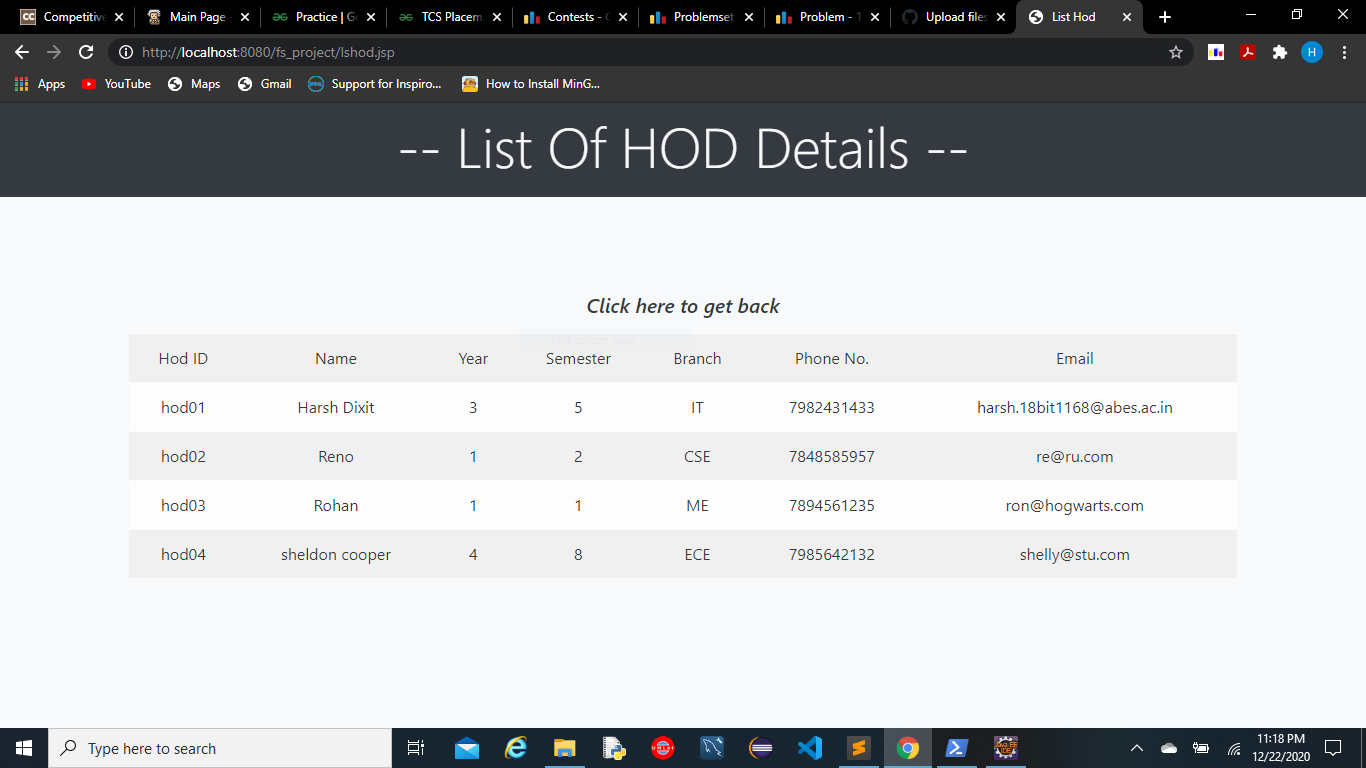 Competitive Main Page - Practice | Ge TCS Placem Contests - C Problemset Problem - T Upload files List Hod
http://localhost:8080/fs_project/lshod.jsp H
Apps YouTube Maps Gmail Support for Inspiro... How to Install MinG...
-- List Of HOD Details --
Click here to get back
Hod ID Name Year Semester Branch Phone No. Email
hod01 Harsh Dixit 3 5 IT 7982431433 harsh.18bit1168@abes.ac.in
hod02 Reno 1 2 CSE 7848585957 re@ru.com
hod03 Rohan 1 1 ME 7894561235 ron@hogwarts.com
hod04 sheldon cooper 4 8 ECE 7985642132 shelly@stu.com
Type here to search
11:18 PM
12/22/2020